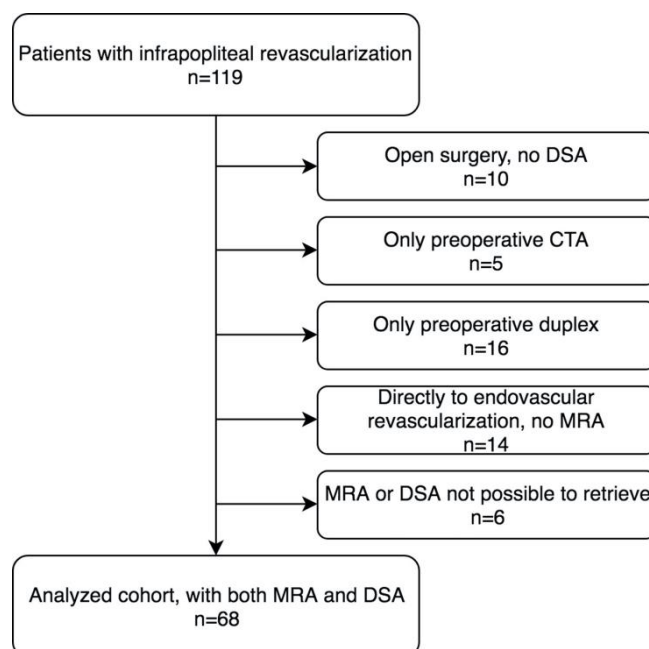 Patients with infrapopliteal revascularization
n=119
Open surgery, no DSA
n=10
Only preoperative CTA
n=5
Only preoperative duplex
n=16
Directly to endovascular
revascularization, no MRA
n=14
MRA or DSA not possible to retrieve
n=6
Analyzed cohort, with both MRA and DSA
n=68